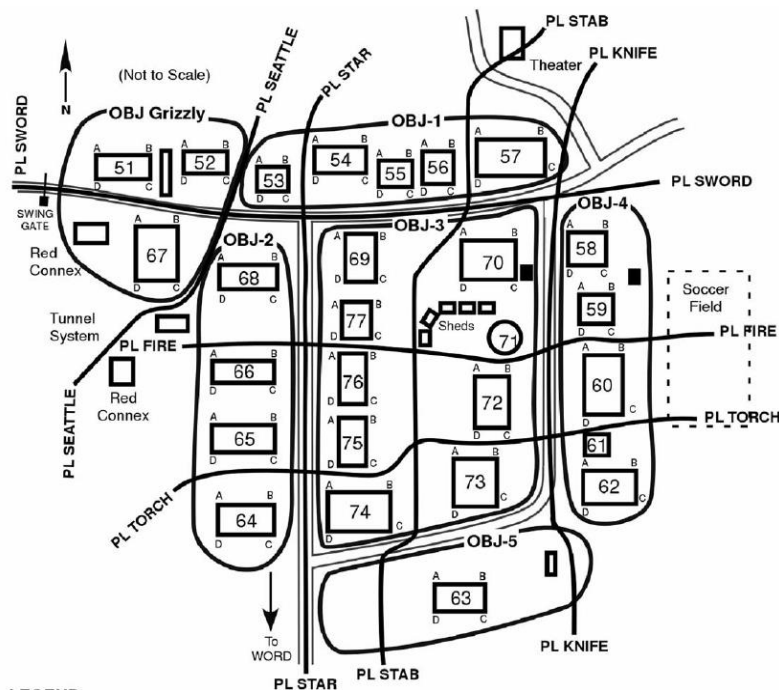 PL STAB
PL KNIFE
Theater
PL SEATTLE
PL STAR
(Not to Scale)
N
OBJ Grizzly
OBJ-1
PL SWORD
A B
51
D C
A B
52
D C
A B
53
D C
A B
54
D C
A B
55
D C
A B
56
D C
A B
57
D C
PL SWORD
SWING
GATE
Red
Connex
A B
67
D C
OBJ-2
A B
68
D C
OBJ-3
A B
69
D C
A B
70
D C
OBJ-4
A B
58
D C
A B
59
D C
Soccer
Field
Tunnel
System
A B
77
D C
Sheds
71
PL FIRE
PL FIRE
Red
Connex
PL SEATTLE
A B
66
D C
A B
76
D C
A B
72
D C
A B
60
D C
PL TORCH
A B
65
D C
A B
75
D C
61
PL TORCH
A B
64
D C
A B
74
D C
A B
73
D C
A B
62
D C
OBJ-5
A B
63
D C
To
WORD
PL STAR
PL STAB
PL KNIFE